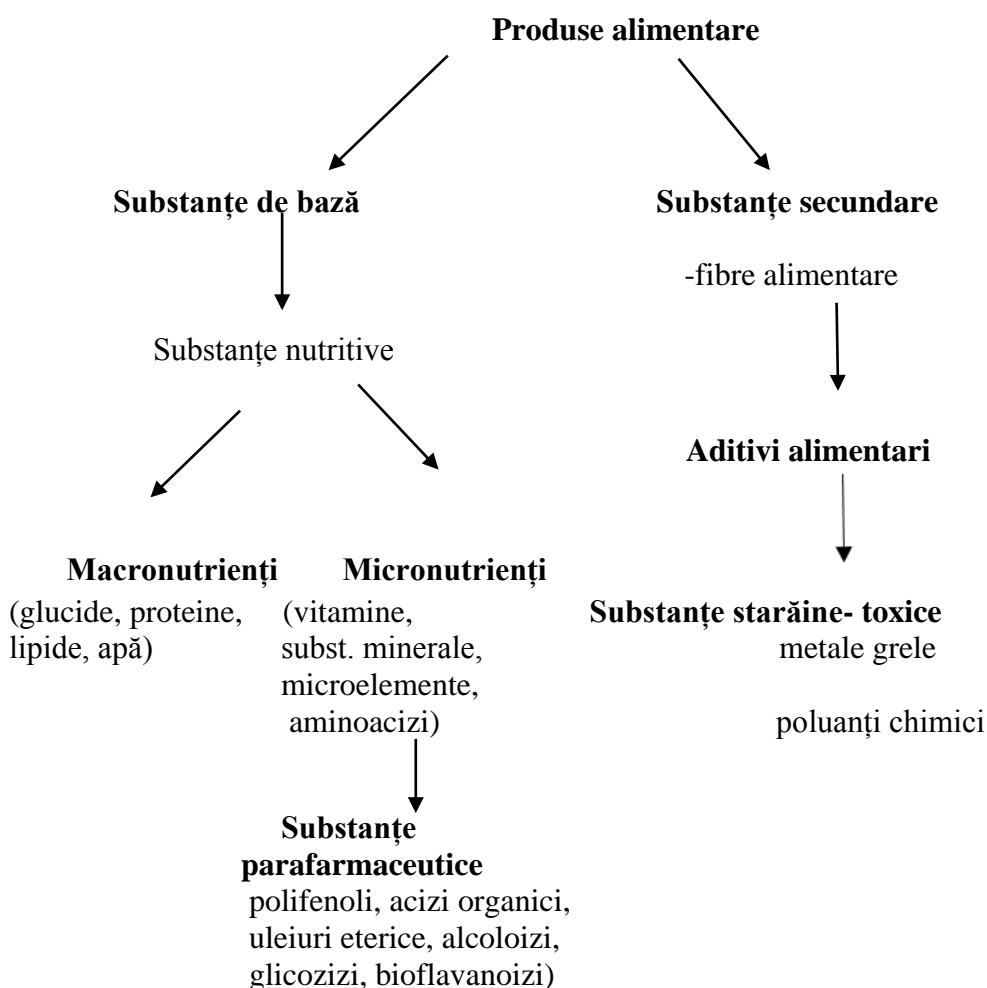 Produse alimentare
Substanțe de bază
Substanțe secundare
-fibre alimentare
Substanțe nutritive
Aditivi alimentari
Macronutrienți
(glucide, proteine,
lipide, apă)
Micronutrienți
(vitamine,
subst. minerale,
microelemente,
aminoacizi)
Substanțe starăine- toxice
metale grele
poluanți chimici
Substanțe
parafarmaceutice
polifenoli, acizi organici,
uleiuri eterice, alcoloizi,
glicozizi, bioflavanoizi)